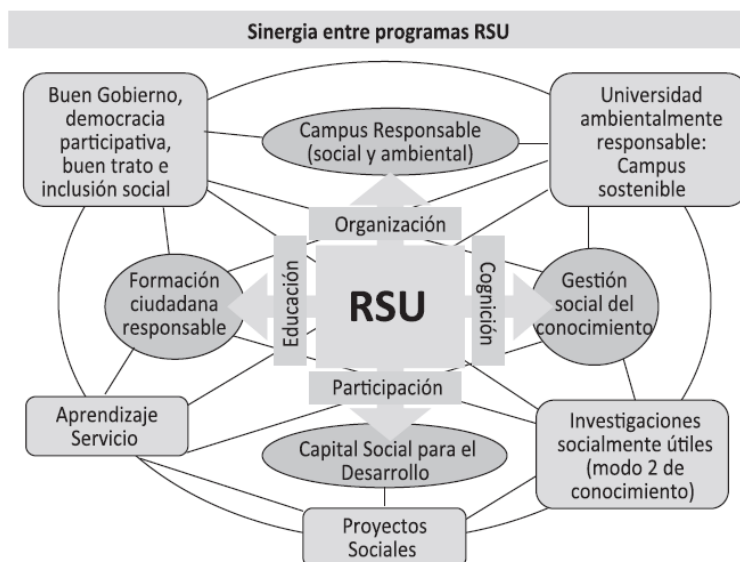 Sinergia entre programas RSU
Buen Gobierno,
democracia
participativa,
buen trato e
inclusión social
Campus Responsable
(social y ambiental)
Universidad
ambientalmente
responsable:
Campus
sostenible
Organización
Formación
ciudadana
responsable
Educación
RSU
Cognición
Gestión
social del
conocimiento
Participación
Aprendizaje
Servicio
Capital Social para el
Desarrollo
Investigaciones
socialmente útiles
(modo 2 de
conocimiento)
Proyectos
Sociales